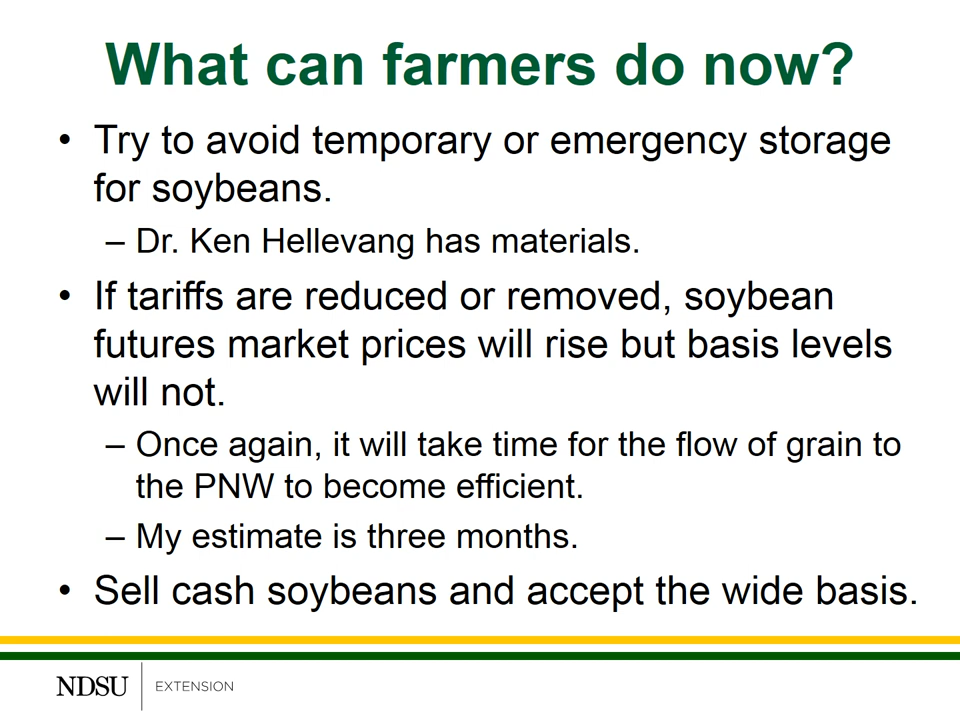 What can farmers do now?
• Try to avoid temporary or emergency storage
for soybeans.
– Dr. Ken Hellevang has materials.
• If tariffs are reduced or removed, soybean
futures market prices will rise but basis levels
will not.
– Once again, it will take time for the flow of grain to
the PNW to become efficient.
– My estimate is three months.
• Sell cash soybeans and accept the wide basis.
NDSU EXTENSION